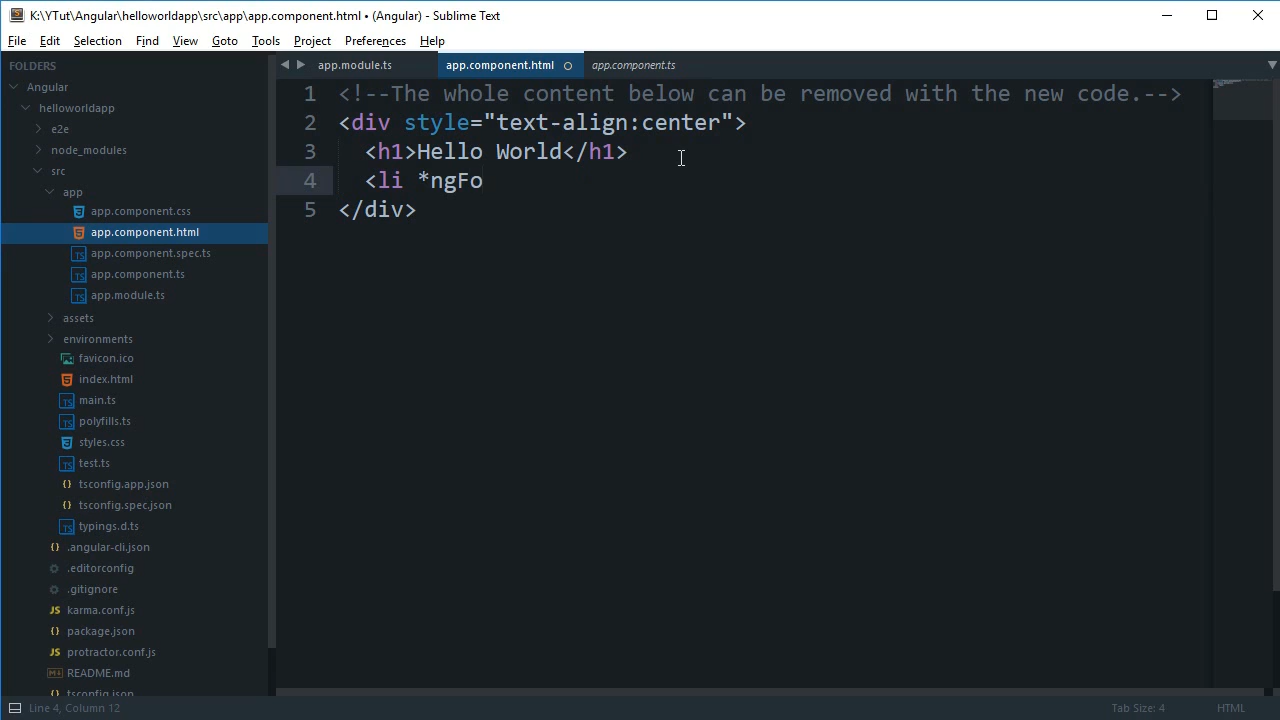 K:\YTut\Angular\helloworldapp\src\app\app.component.html • (Angular) - Sublime Text
File Edit Selection Find View Goto Tools Project Preferences Help
FOLDERS
Angular
helloworldapp
e2e
node_modules
src
app
app.component.css
app.component.html
app.component.spec.ts
app.component.ts
app.module.ts
assets
environments
favicon.ico
index.html
main.ts
polyfills.ts
styles.css
test.ts
tsconfig.app.json
tsconfig.spec.json
typings.d.ts
.angular-cli.json
.editorconfig
.gitignore
karma.conf.js
package.json
protractor.conf.js
README.md
tsconfig.json
app.module.ts app.component.html app.component.ts
1 <!--The whole content below can be removed with the new code.-->
2 <div style="text-align:center">
3 <h1>Hello World</h1>
4 <li *ngFo
5 </div>
Line 4, Column 12 Tab Size: 4 HTML